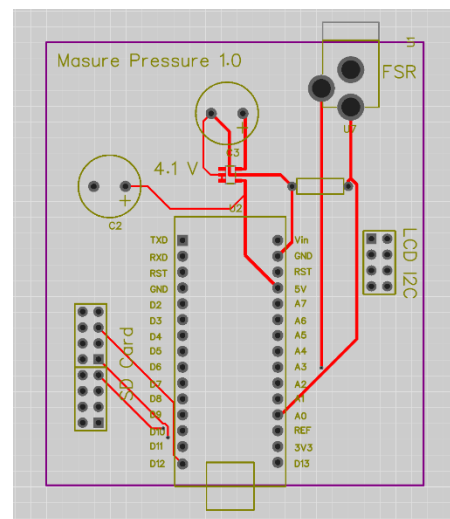 Masure Pressure 1.0
J1
FSR
U7
C3
4.1 V
C2
U2
TXD
RXD
RST
GND
D2
D3
D4
D5
D6
D7
D8
D9
D10
D11
D12
Vin
GND
RST
5V
A7
A6
A5
A4
A3
A2
A1
A0
REF
3V3
D13
LCD I2C
SD Card